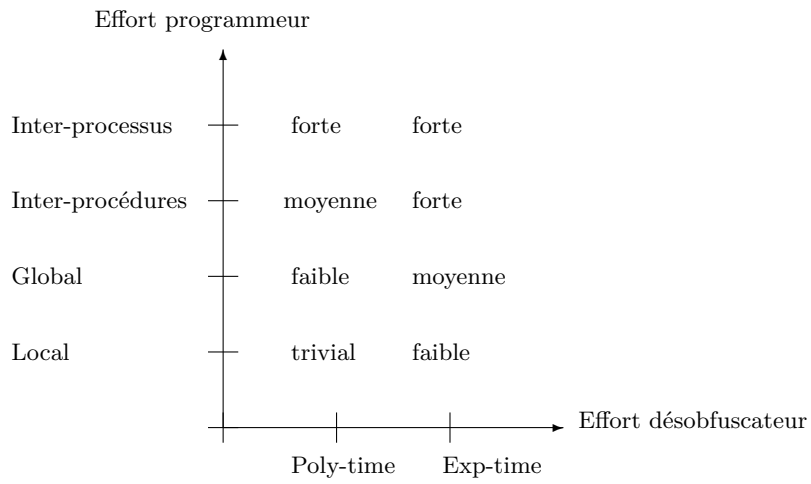 Effort programmeur
Inter-processus forte forte
Inter-procédures moyenne forte
Global faible moyenne
Local trivial faible
Effort désobfuscateur
Poly-time Exp-time